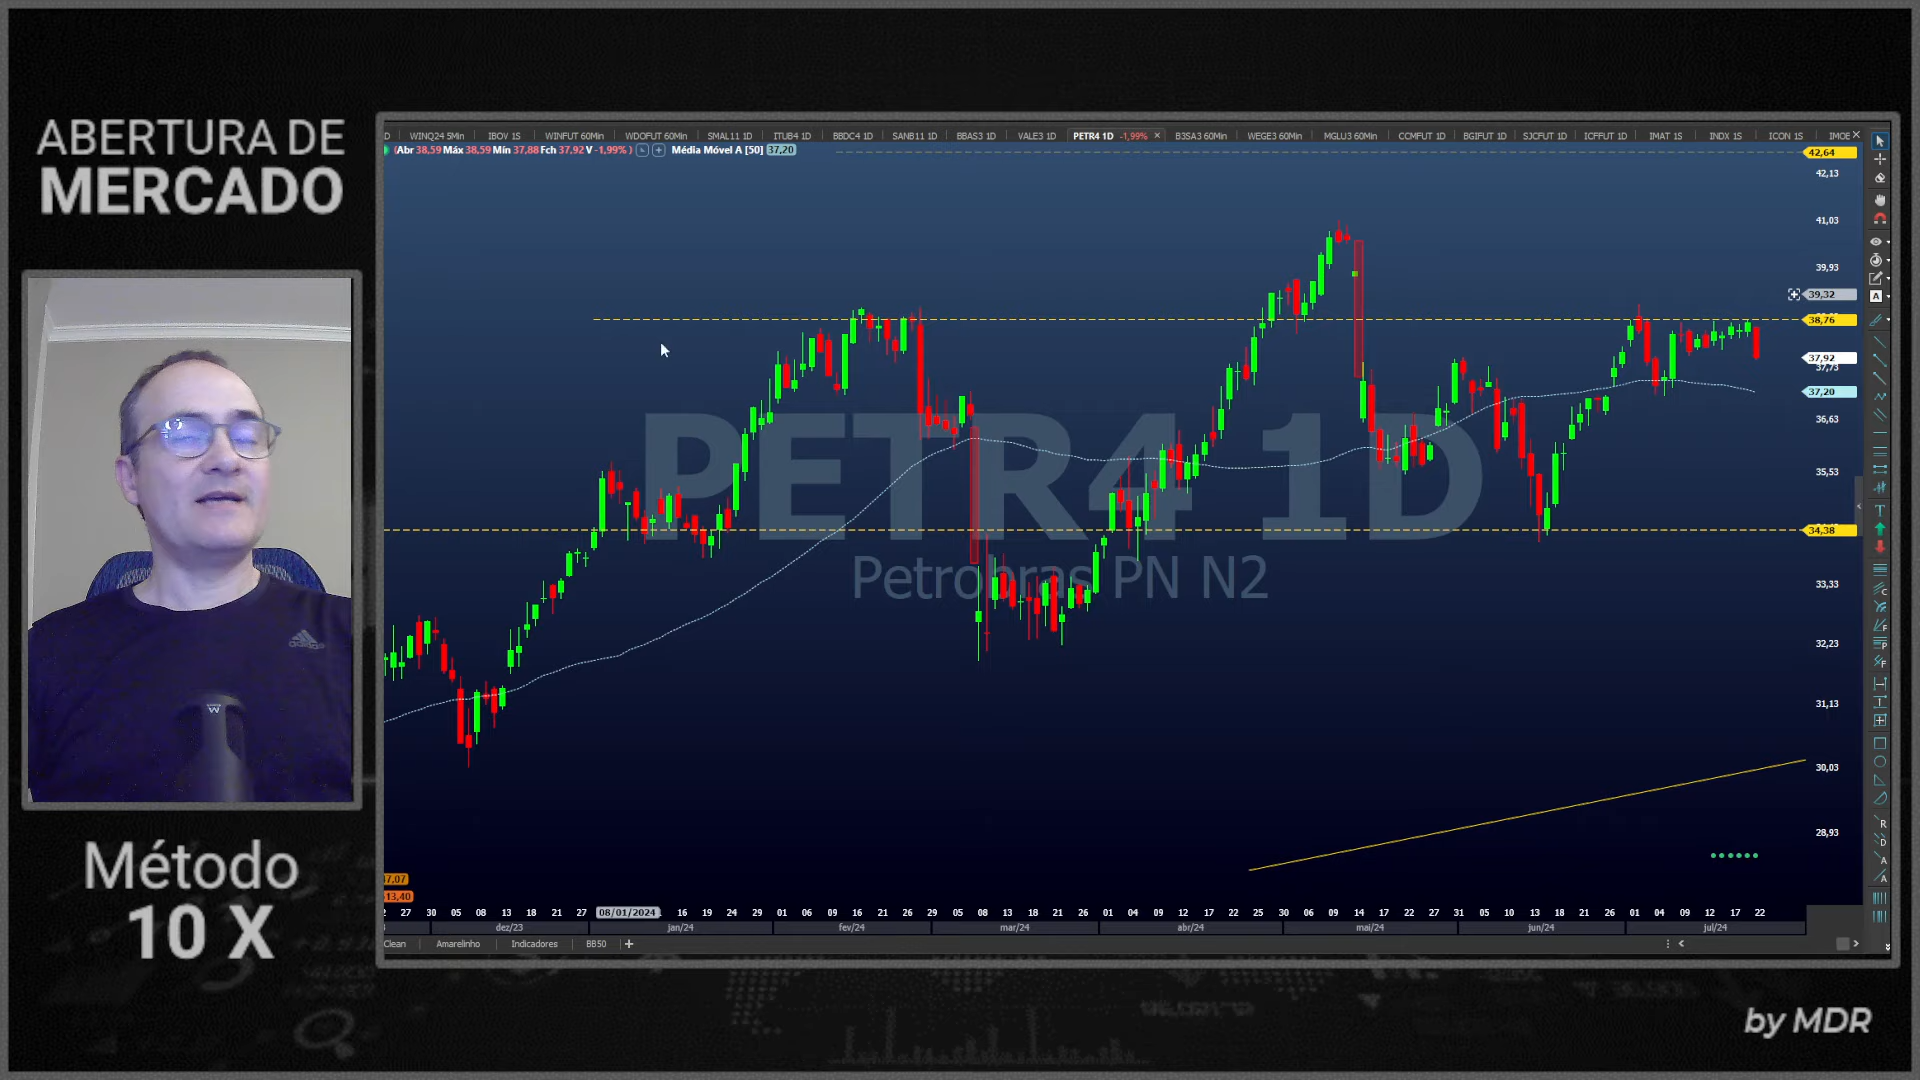 ABERTURA DE
MERCADO
Método
10 X
by MDR
D WINQ24 5Min IBOV 1S WINFUT 60Min WDOFUT 60Min SMAL11 1D ITUB4 1D BBDC4 1D SANB11 1D BBAS3 1D VALE3 1D PETR4 1D -1,99% B3SA3 60Min WEGE3 60Min MGLU3 60Min CCMFUT 1D BGIFUT 1D SJCFUT 1D ICFFUT 1D IMAT 1S INDX 1S ICON 1S IMOE
(Abr 38,59 Máx 38,59 Mín 37,88 Fch 37,92 V -1,99% ) Média Móvel A [50] 37,20
PETR4 1D
Petrobras PN N2
42,64
42,13
41,03
39,93
39,32
38,76
37,92
37,73
37,20
36,63
35,53
34,38
33,33
32,23
31,13
30,03
28,93
37,07
13,40
27 30 05 08 13 18 21 27 08/01/2024 16 19 24 29 01 06 09 16 21 26 29 05 08 13 18 21 26 01 04 09 12 17 22 25 30 06 09 14 17 22 27 31 05 10 13 18 21 26 01 04 09 12 17 22
dez/23 jan/24 fev/24 mar/24 abr/24 mai/24 jun/24 jul/24
Clean Amarelinho Indicadores BB50 +
adidas